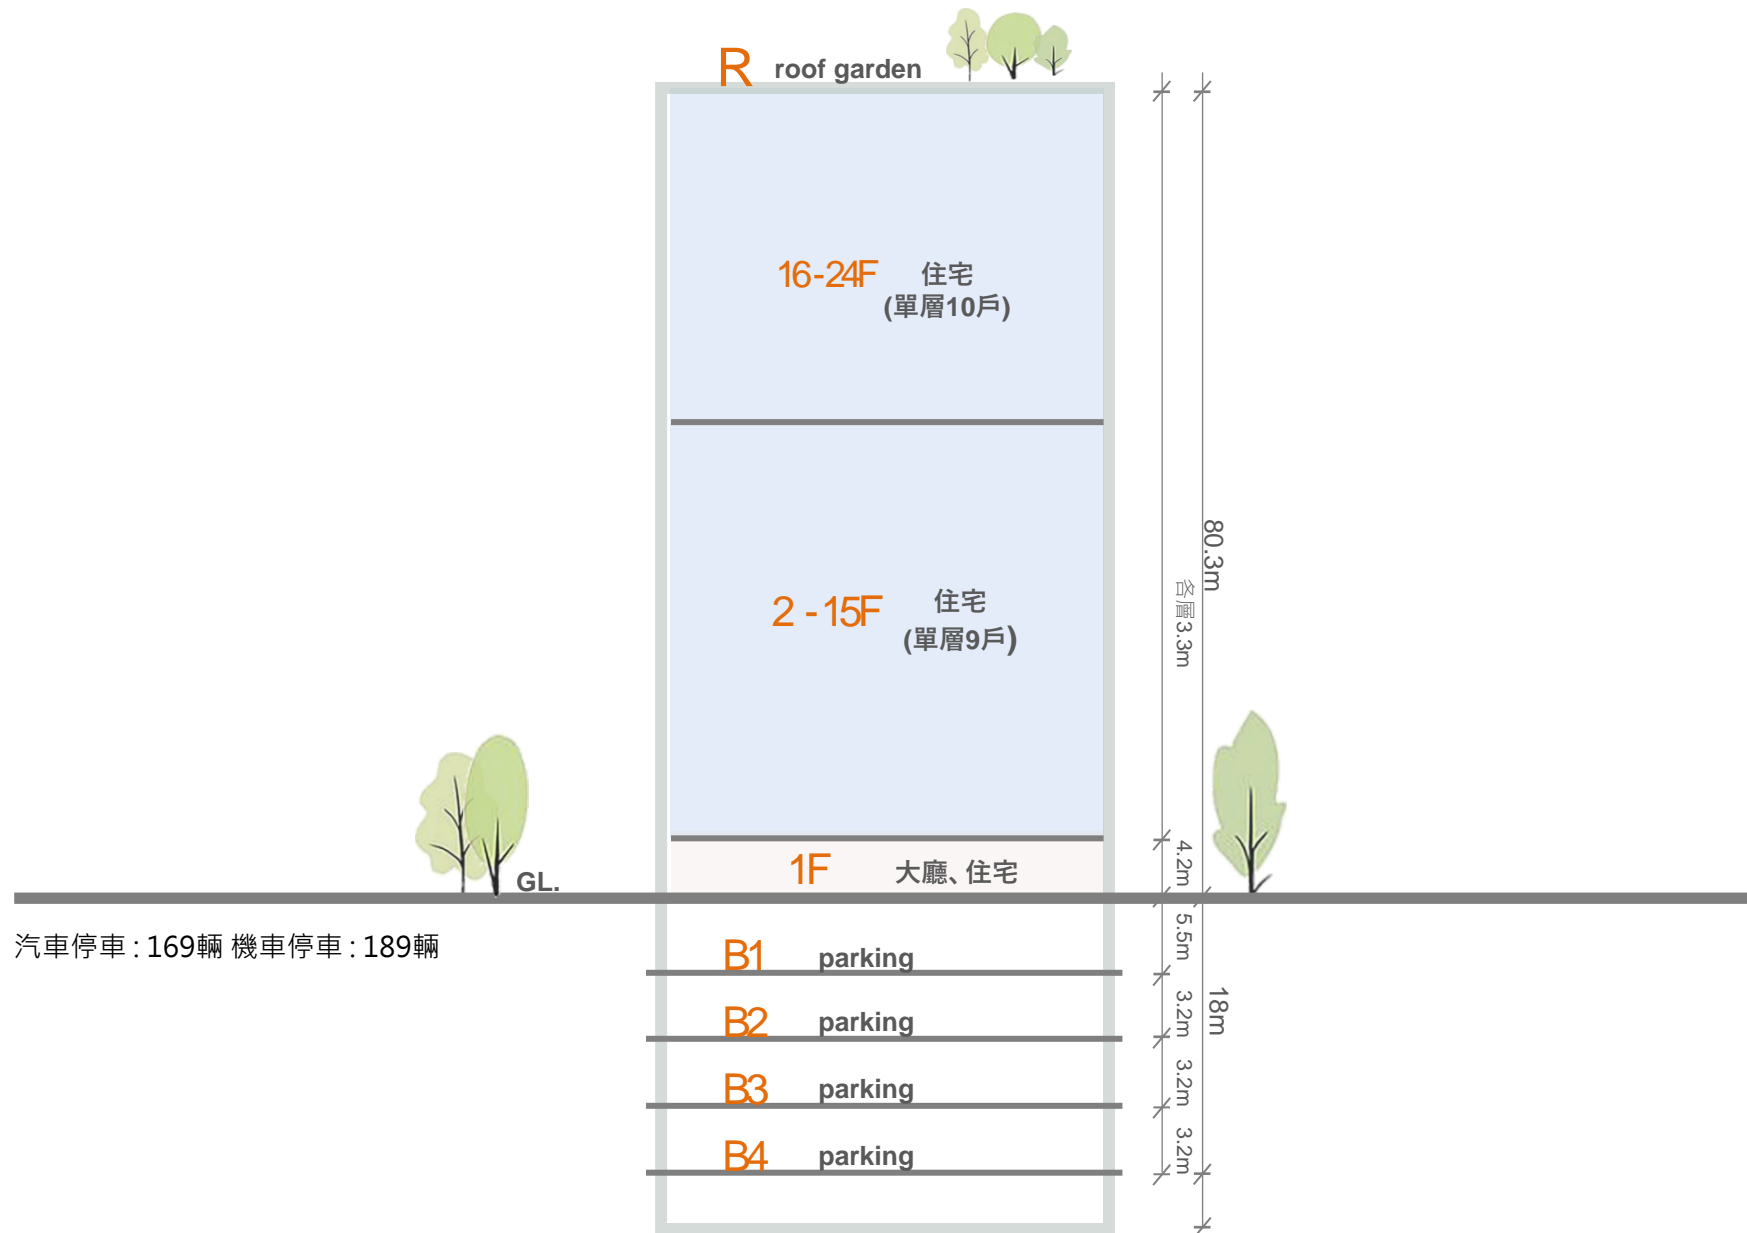 R roof garden
16-24F 住宅
(單層10戶)
80.3m
各層3.3m
2 -15F 住宅
(單層9戶)
4.2m
1F 大廳、住宅
GL.
汽車停車 : 169輛 機車停車 : 189輛
5.5m
B1 parking
18m
3.2m
B2 parking
3.2m
B3 parking
3.2m
B4 parking